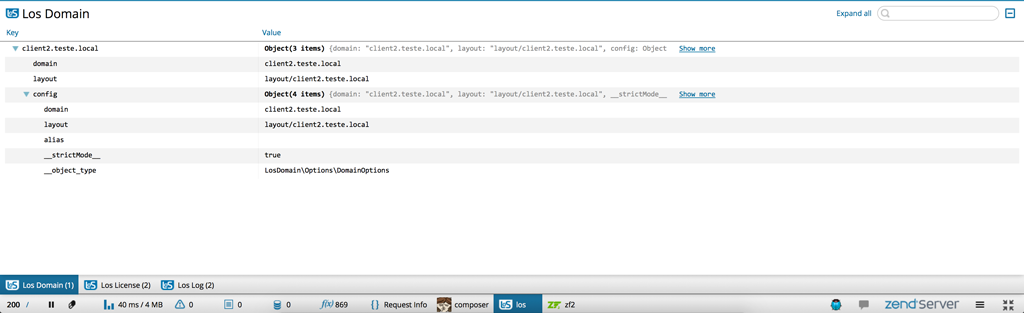 Los Domain
Expand all
Key Value
client2.teste.local Object(3 items) {domain: "client2.teste.local", layout: "layout/client2.teste.local", config: Object Show more
domain client2.teste.local
layout layout/client2.teste.local
config Object(4 items) {domain: "client2.teste.local", layout: "layout/client2.teste.local", __strictMode__ Show more
domain client2.teste.local
layout layout/client2.teste.local
alias
__strictMode__ true
__object_type LosDomain\Options\DomainOptions
Los Domain (1) Los License (2) Los Log (2)
200 / 40 ms / 4 MB 0 0 0 f(x) 869 {} Request Info composer los ZF zf2 zend Server